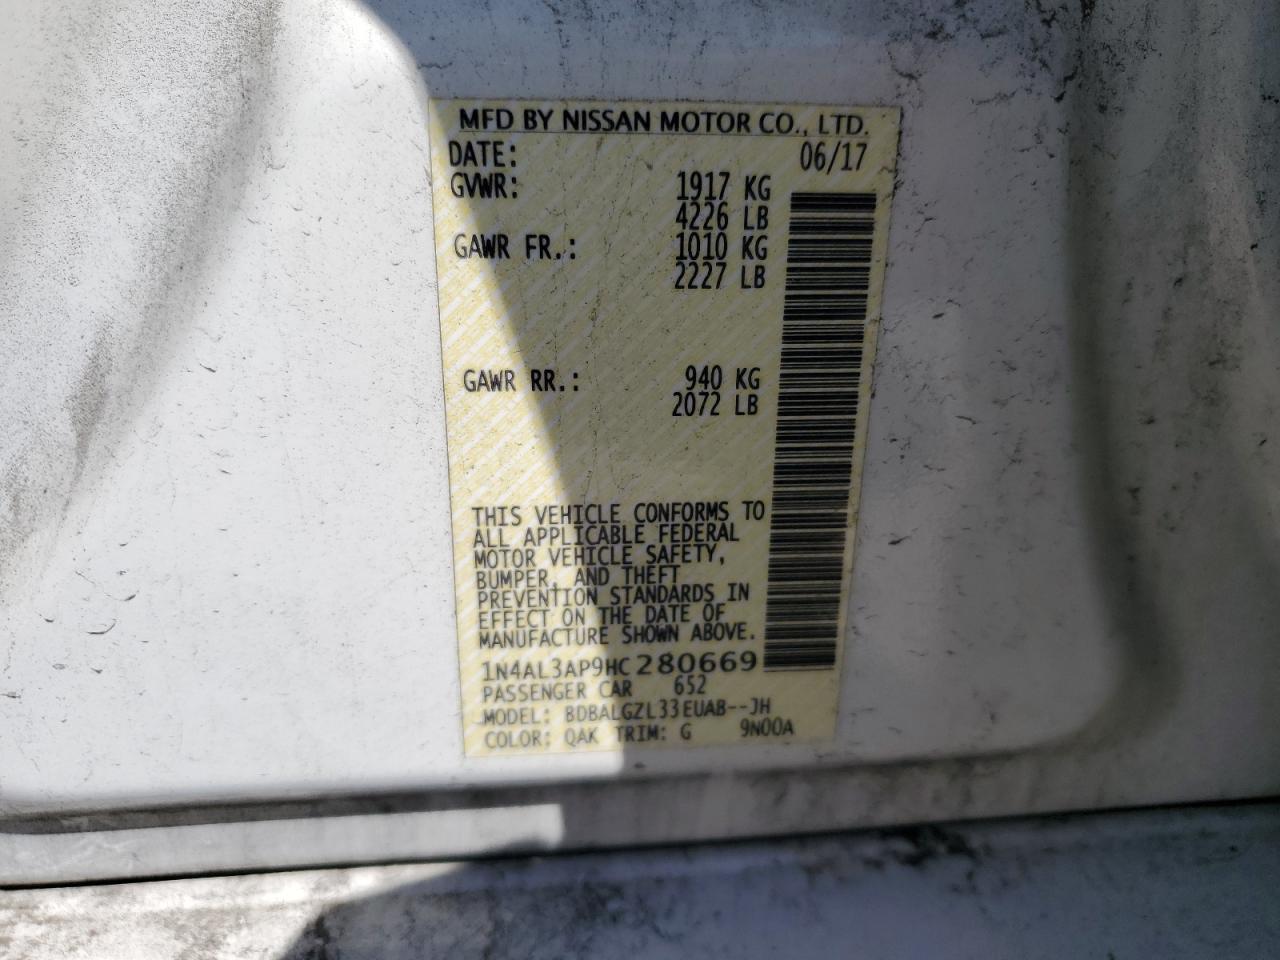 MFD BY NISSAN MOTOR CO., LTD.
DATE: 06/17
GVWR: 1917 KG
4226 LB
GAWR FR.: 1010 KG
2227 LB
GAWR RR.: 940 KG
2072 LB
THIS VEHICLE CONFORMS TO
ALL APPLICABLE FEDERAL
MOTOR VEHICLE SAFETY,
BUMPER, AND THEFT
PREVENTION STANDARDS IN
EFFECT ON THE DATE OF
MANUFACTURE SHOWN ABOVE.
1N4AL3AP9HC280669
PASSENGER CAR 652
MODEL: BDBALGZL33EUAB--JH
COLOR: QAK TRIM: G 9N00A